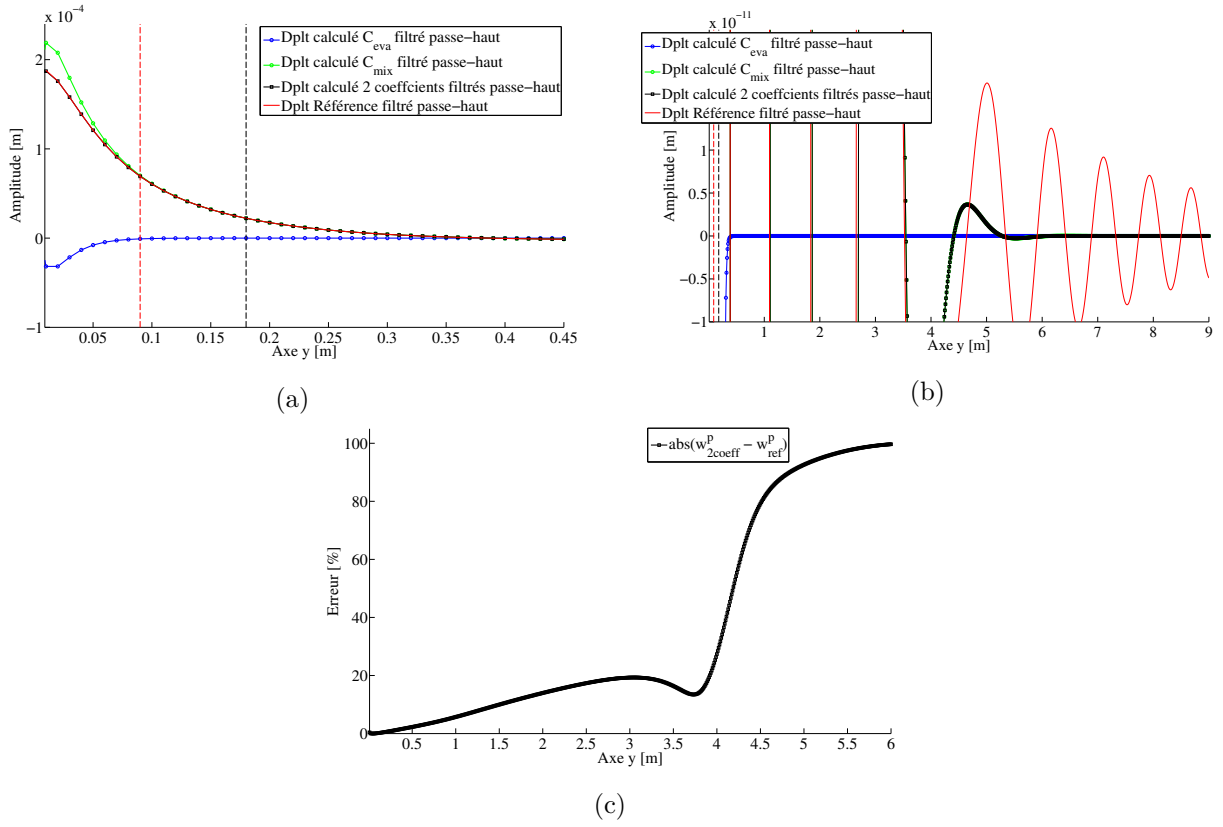 x 10−4
Dplt calculé Ceva filtré passe−haut
Dplt calculé Cmix filtré passe−haut
Dplt calculé 2 coeffcients filtrés passe−haut
Dplt Référence filtré passe−haut
2
1
0
−1
Amplitude [m]
0.05 0.1 0.15 0.2 0.25 0.3 0.35 0.4 0.45
Axe y [m]
(a)
x 10−11
Dplt calculé Ceva filtré passe−haut
Dplt calculé Cmix filtré passe−haut
Dplt calculé 2 coeffcients filtrés passe−haut
Dplt Référence filtré passe−haut
1
0.5
0
−0.5
−1
Amplitude [m]
1 2 3 4 5 6 7 8 9
Axe y [m]
(b)
abs(wp2coeff − wpref)
100
80
60
40
20
0
Erreur [%]
0.5 1 1.5 2 2.5 3 3.5 4 4.5 5 5.5 6
Axe y [m]
(c)